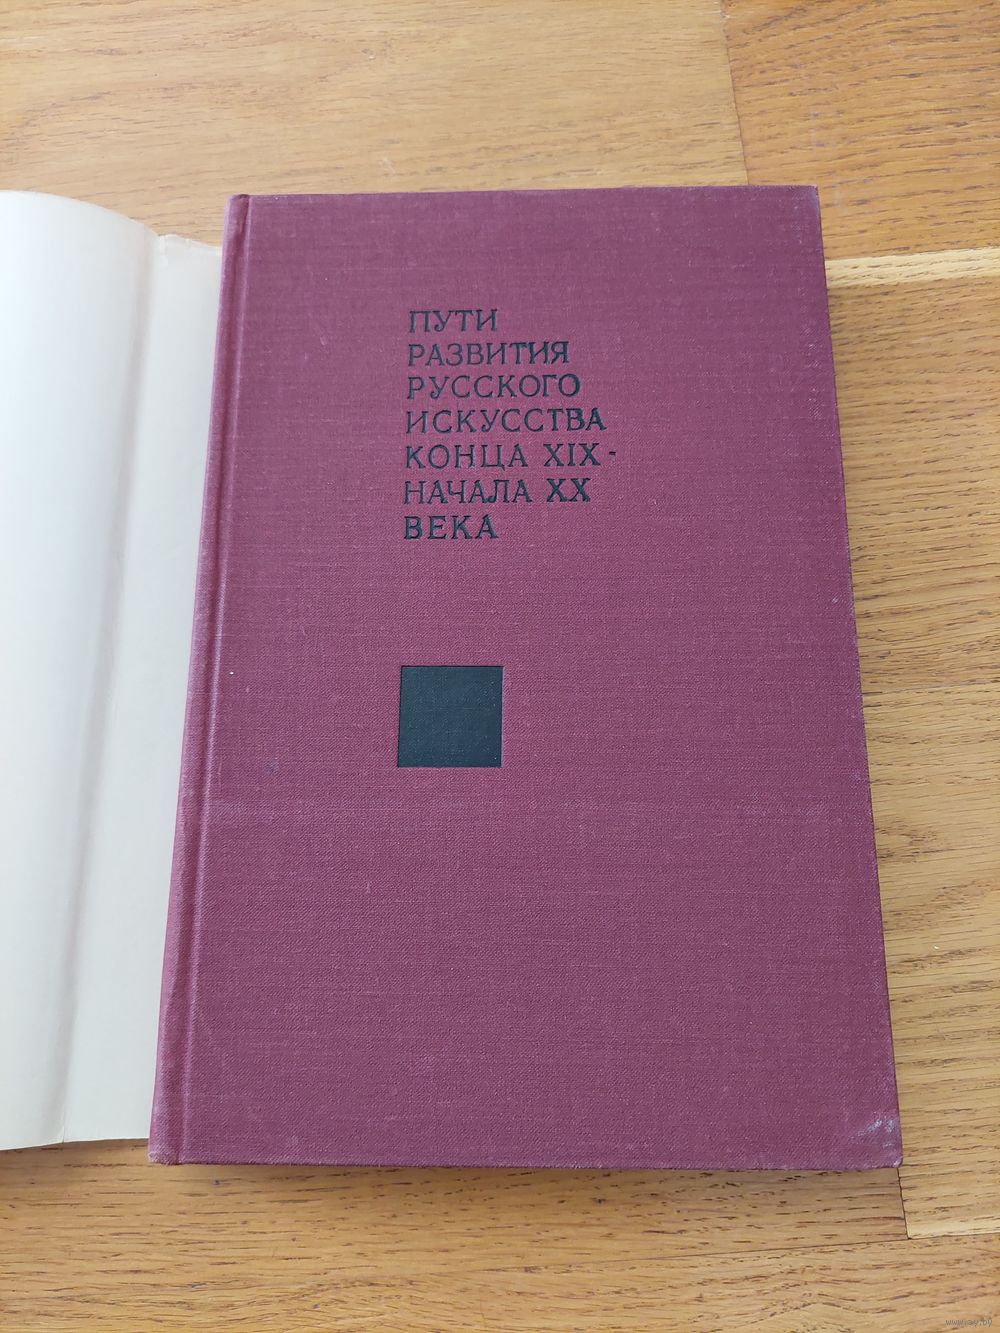 ПУТИ
РАЗВИТИЯ
РУССКОГО
ИСКУССТВА
КОНЦА XIX-
НАЧАЛА XX
ВЕКА